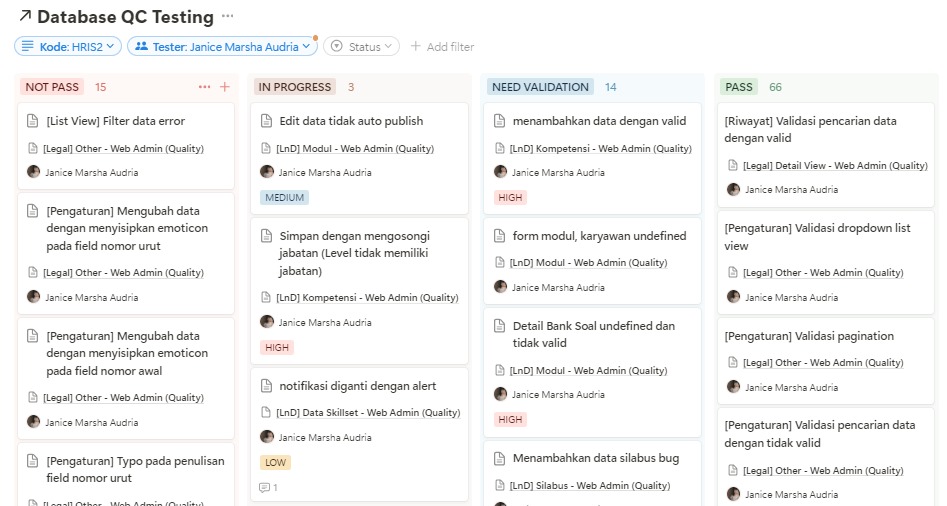 Database QC Testing
Kode: HRIS2
Tester: Janice Marsha Audria
Status
Add filter
NOT PASS 15
[List View] Filter data error
[Legal] Other - Web Admin (Quality)
Janice Marsha Audria
[Pengaturan] Mengubah data
dengan menyisipkan emoticon
pada field nomor urut
[Legal] Other - Web Admin (Quality)
Janice Marsha Audria
[Pengaturan] Mengubah data
dengan menyisipkan emoticon
pada field nomor awal
[Legal] Other - Web Admin (Quality)
Janice Marsha Audria
[Pengaturan] Typo pada penulisan
field nomor urut
[Legal] Other - Web Admin (Quality)
IN PROGRESS 3
Edit data tidak auto publish
[LnD] Modul - Web Admin (Quality)
Janice Marsha Audria
MEDIUM
Simpan dengan mengosongi
jabatan (Level tidak memiliki
jabatan)
[LnD] Kompetensi - Web Admin (Quality)
Janice Marsha Audria
HIGH
notifikasi diganti dengan alert
[LnD] Data Skillset - Web Admin (Quality)
Janice Marsha Audria
LOW
1
NEED VALIDATION 14
menambahkan data dengan valid
[LnD] Kompetensi - Web Admin (Quality)
Janice Marsha Audria
HIGH
form modul, karyawan undefined
[LnD] Modul - Web Admin (Quality)
Janice Marsha Audria
Detail Bank Soal undefined dan
tidak valid
[LnD] Modul - Web Admin (Quality)
Janice Marsha Audria
HIGH
Menambahkan data silabus bug
[LnD] Silabus - Web Admin (Quality)
PASS 66
[Riwayat] Validasi pencarian data
dengan valid
[Legal] Detail View - Web Admin (Quality)
Janice Marsha Audria
[Pengaturan] Validasi dropdown list
view
[Legal] Other - Web Admin (Quality)
Janice Marsha Audria
[Pengaturan] Validasi pagination
[Legal] Other - Web Admin (Quality)
Janice Marsha Audria
[Pengaturan] Validasi pencarian data
dengan tidak valid
[Legal] Other - Web Admin (Quality)
Janice Marsha Audria